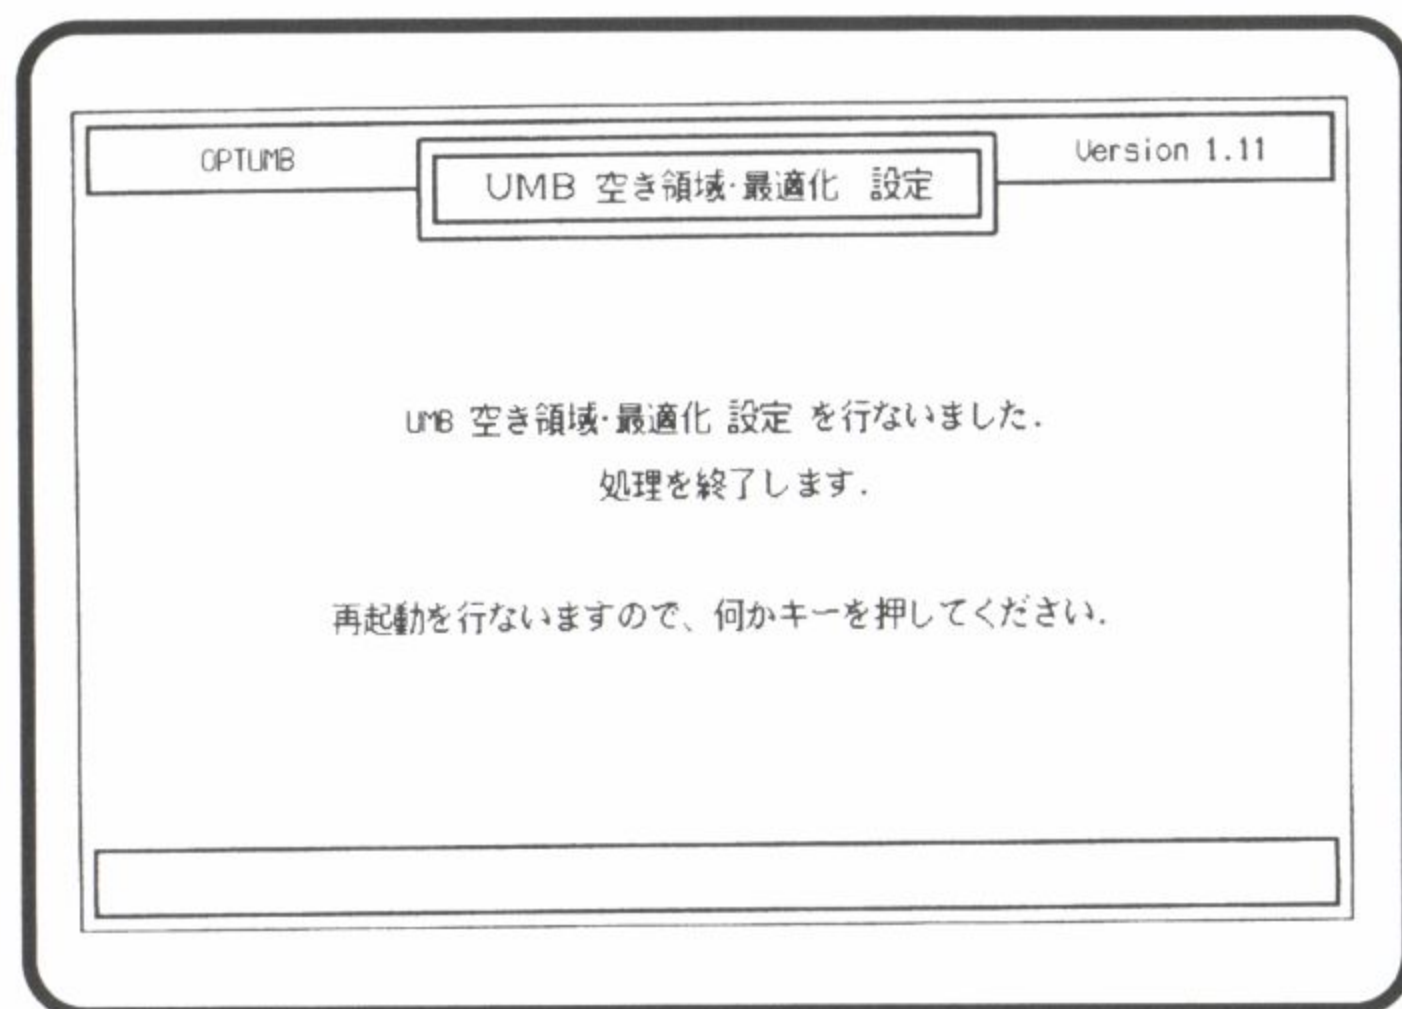 OPTUMB
UMB 空き領域・最適化 設定
Version 1.11
UMB 空き領域・最適化 設定 を行ないました.
処理を終了します.
再起動を行ないますので、何かキーを押してください.